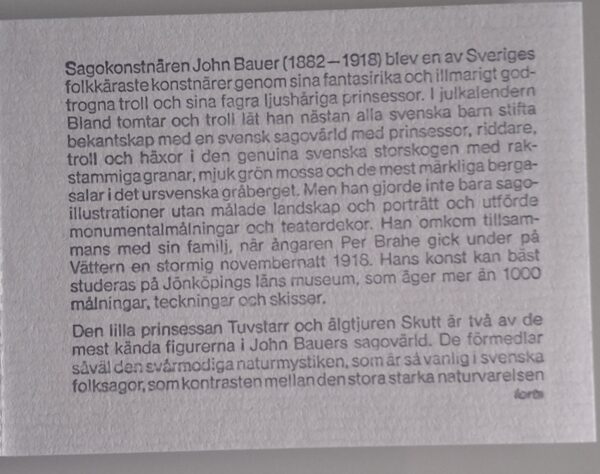 Sagokonstnären John Bauer (1882–1918) blev en av Sveriges
folkkäraste konstnärer genom sina fantasirika och illmarigt god-
trogna troll och sina fagra ljushåriga prinsessor. I julkalendern
Bland tomtar och troll lät han nästan alla svenska barn stifta
bekantskap med en svensk sagovärld med prinsessor, riddare,
troll och häxor i den genuina svenska storskogen med rak-
stammiga granar, mjuk grön mossa och de mest märkliga berga-
salar i det ursvenska gråberget. Men han gjorde inte bara sago-
illustrationer utan målade landskap och porträtt och utförde
monumentalmålningar och teaterdekor. Han omkom tillsam-
mans med sin familj, när ångaren Per Brahe gick under på
Vättern en stormig novembernatt 1918. Hans konst kan bäst
studeras på Jönköpings läns museum, som äger mer än 1000
målningar, teckningar och skisser.
Den lilla prinsessan Tuvstarr och älgtjuren Skutt är två av de
mest kända figurerna i John Bauers sagovärld. De förmedlar
såväl den svårmodiga naturmystiken, som är så vanlig i svenska
folksagor, som kontrasten mellan den stora starka naturvarelsen
forts